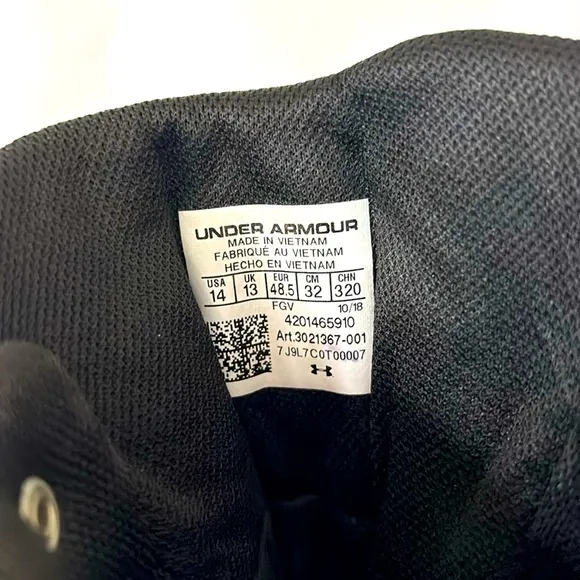 UNDER ARMOUR
MADE IN VIETNAM
FABRIQUÉ AU VIETNAM
HECHO EN VIETNAM
USA UK EUR CM CHN
14 13 48.5 32 320
FGV 10/18
4201465910
Art.3021367-001
7J9L7C0T00007